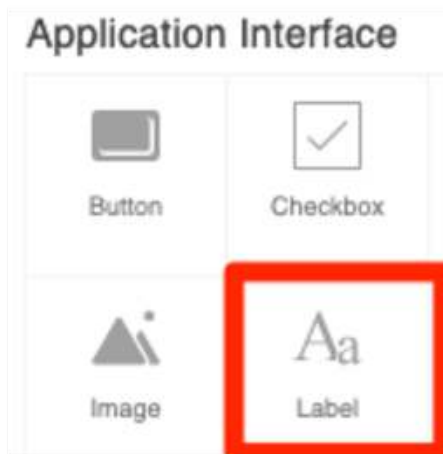 Application Interface
Button
Checkbox
Image
Aa
Label